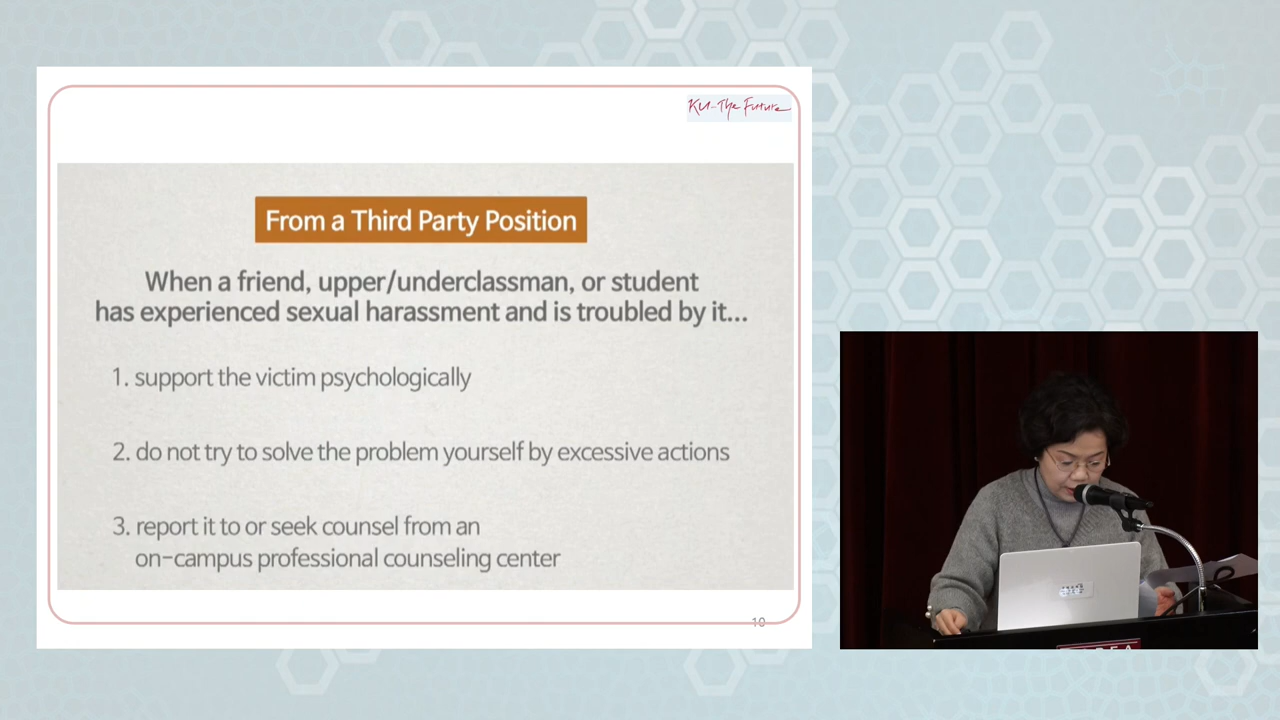 KU-The Future
From a Third Party Position
When a friend, upper/underclassman, or student
has experienced sexual harassment and is troubled by it...
1. support the victim psychologically
2. do not try to solve the problem yourself by excessive actions
3. report it to or seek counsel from an
on-campus professional counseling center
10